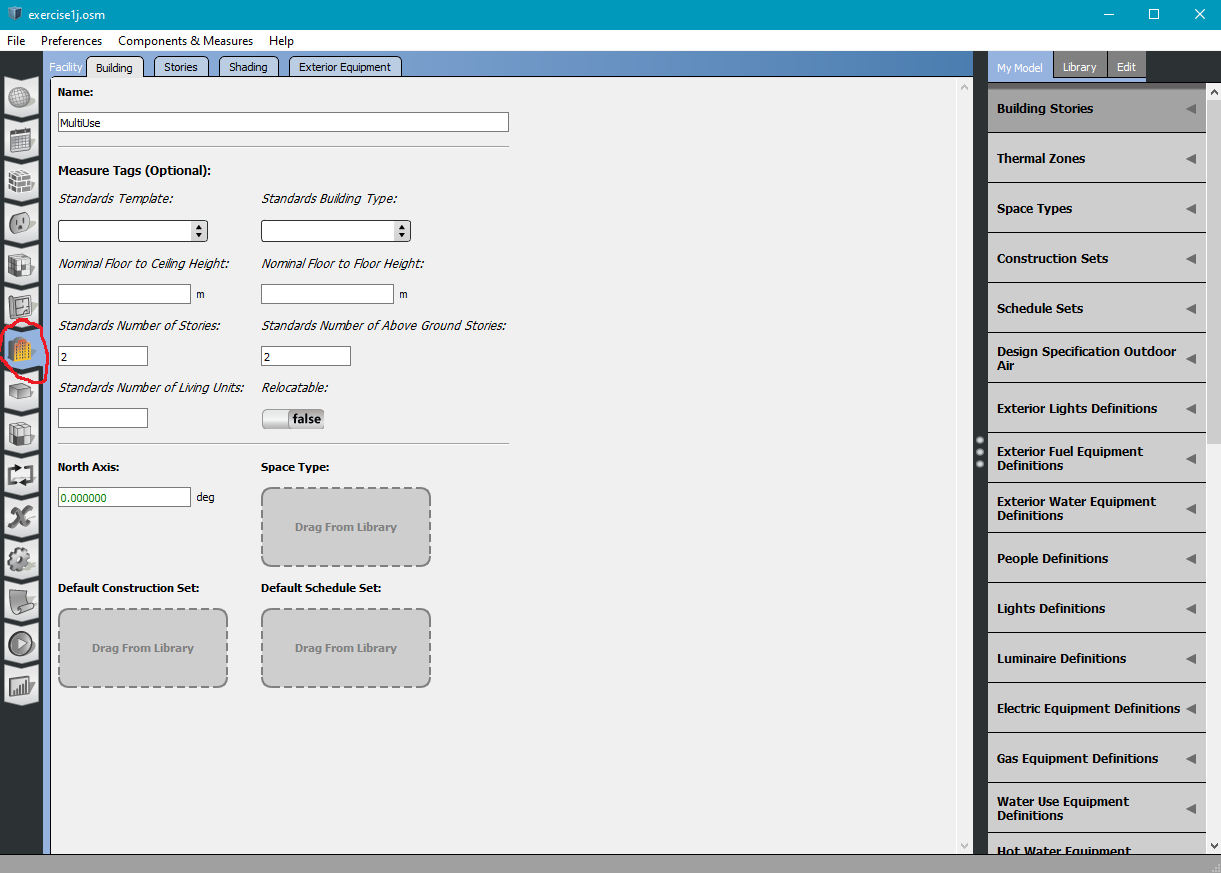 exercise1j.osm
File Preferences Components & Measures Help
Facility Building Stories Shading Exterior Equipment
My Model Library Edit
Name:
MultiUse
Measure Tags (Optional):
Standards Template: Standards Building Type:
Nominal Floor to Ceiling Height: Nominal Floor to Floor Height:
m m
Standards Number of Stories: Standards Number of Above Ground Stories:
2 2
Standards Number of Living Units: Relocatable:
false
North Axis: Space Type:
0.000000 deg
Drag From Library
Default Construction Set: Default Schedule Set:
Drag From Library Drag From Library
Building Stories
Thermal Zones
Space Types
Construction Sets
Schedule Sets
Design Specification Outdoor
Air
Exterior Lights Definitions
Exterior Fuel Equipment
Definitions
Exterior Water Equipment
Definitions
People Definitions
Lights Definitions
Luminaire Definitions
Electric Equipment Definitions
Gas Equipment Definitions
Water Use Equipment
Definitions
Hot Water Equipment